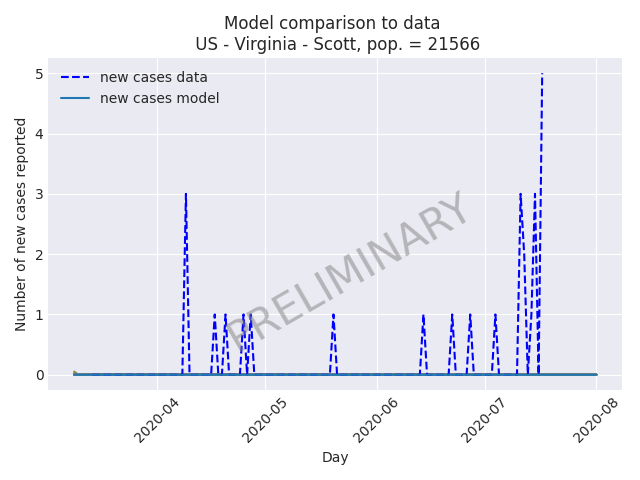 Model comparison to data
US - Virginia - Scott, pop. = 21566
new cases data
new cases model
Number of new cases reported
5
4
3
2
1
0
PRELIMINARY
2020-04
2020-05
2020-06
2020-07
2020-08
Day